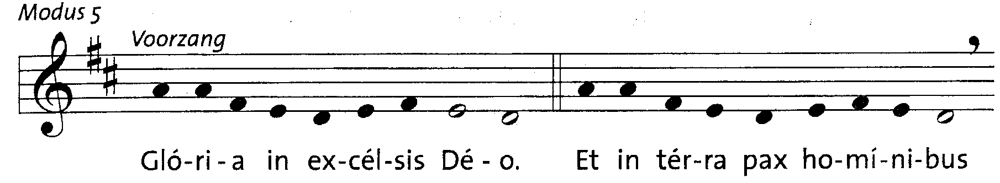 Modus 5
Voorzang
Gló-ri-a in ex-cél-sis Dé-o. Et in tér-ra pax ho-mí-ni-bus